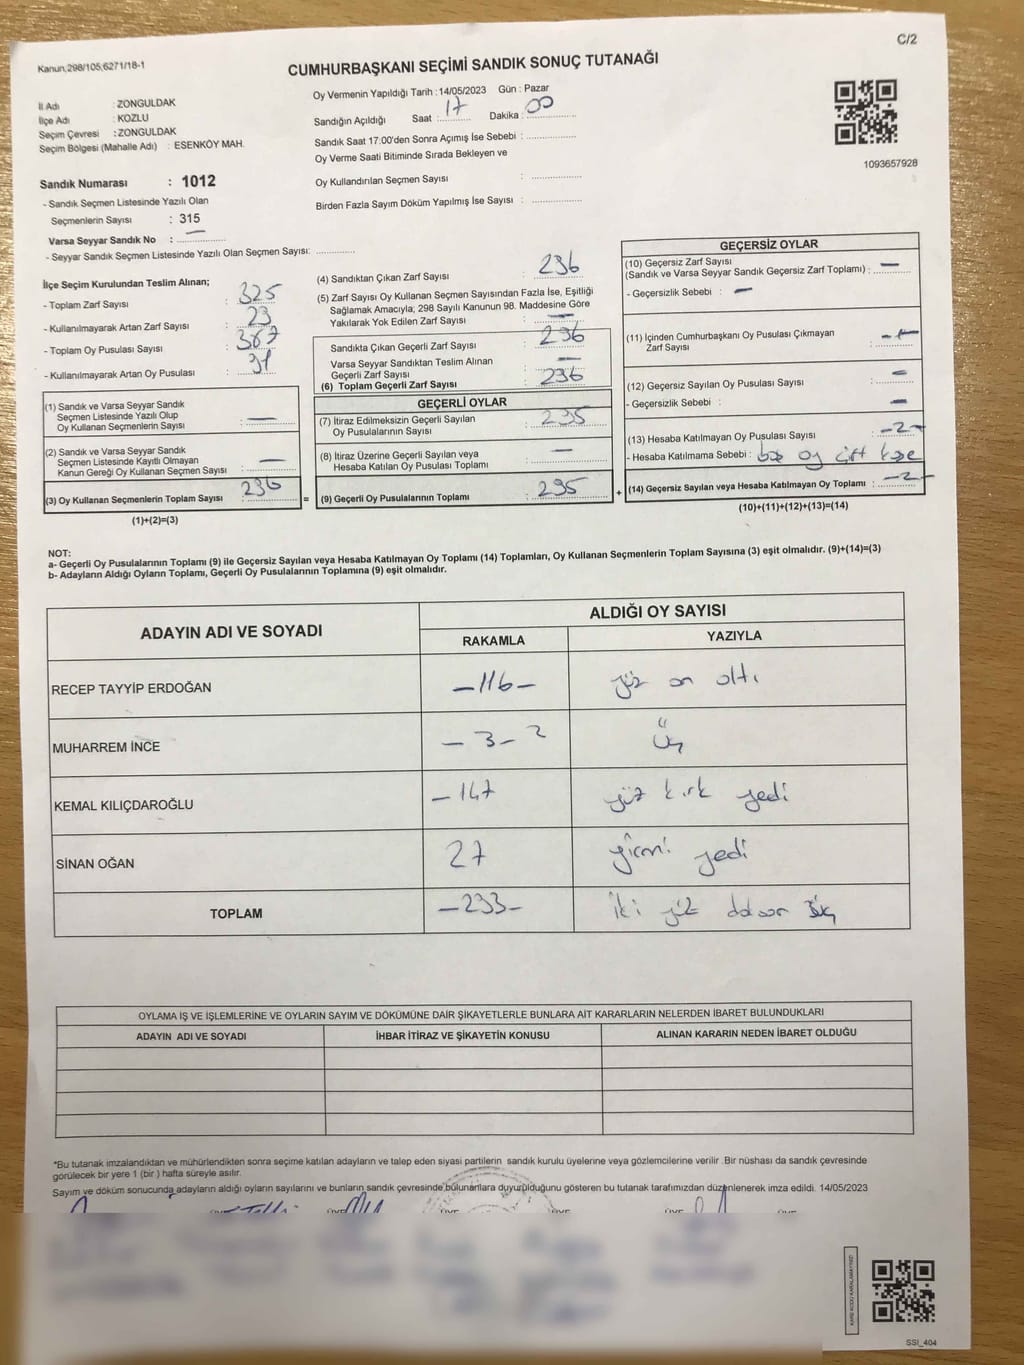 C/2
Kanun,298/105;6271/18-1
CUMHURBAŞKANI SEÇİMİ SANDIK SONUÇ TUTANAĞI
İl Adı : ZONGULDAK
İlçe Adı : KOZLU
Seçim Çevresi : ZONGULDAK
Seçim Bölgesi (Mahalle Adı) : ESENKÖY MAH.
Oy Vermenin Yapıldığı Tarih :14/05/2023 Gün : Pazar
Sandığın Açıldığı Saat : 17 Dakika : 00
Sandık Saat 17:00'den Sonra Açımış İse Sebebi :
Oy Verme Saati Bitiminde Sırada Bekleyen ve
Oy Kullandırılan Seçmen Sayısı :
Birden Fazla Sayım Döküm Yapılmış İse Sayısı :
1093657928
Sandık Numarası : 1012
- Sandık Seçmen Listesinde Yazılı Olan
Seçmenlerin Sayısı : 315
Varsa Seyyar Sandık No : —
- Seyyar Sandık Seçmen Listesinde Yazılı Olan Seçmen Sayısı:
İlçe Seçim Kurulundan Teslim Alınan;
- Toplam Zarf Sayısı : 325
- Kullanılmayarak Artan Zarf Sayısı : 23
- Toplam Oy Pusulası Sayısı : 367
- Kullanılmayarak Artan Oy Pusulası : 31
(1) Sandık ve Varsa Seyyar Sandık
Seçmen Listesinde Yazılı Olup
Oy Kullanan Seçmenlerin Sayısı : —
(2) Sandık ve Varsa Seyyar Sandık
Seçmen Listesinde Kayıtlı Olmayan
Kanun Gereği Oy Kullanan Seçmen Sayısı : —
(3) Oy Kullanan Seçmenlerin Toplam Sayısı : 236
(1)+(2)=(3)
(4) Sandıktan Çıkan Zarf Sayısı : 236
(5) Zarf Sayısı Oy Kullanan Seçmen Sayısından Fazla İse, Eşitliği
Sağlamak Amacıyla; 298 Sayılı Kanunun 98. Maddesine Göre
Yakılarak Yok Edilen Zarf Sayısı : —
Sandıkta Çıkan Geçerli Zarf Sayısı : 236
Varsa Seyyar Sandıktan Teslim Alınan
Geçerli Zarf Sayısı : —
(6) Toplam Geçerli Zarf Sayısı : 236
GEÇERLİ OYLAR
(7) İtiraz Edilmeksizin Geçerli Sayılan
Oy Pusulalarının Sayısı : 235
(8) İtiraz Üzerine Geçerli Sayılan veya
Hesaba Katılan Oy Pusulası Toplamı : —
= (9) Geçerli Oy Pusulalarının Toplamı : 235 +
GEÇERSİZ OYLAR
(10) Geçersiz Zarf Sayısı
(Sandık ve Varsa Seyyar Sandık Geçersiz Zarf Toplamı) : —
- Geçersizlik Sebebi : —
(11) İçinden Cumhurbaşkanı Oy Pusulası Çıkmayan
Zarf Sayısı :
(12) Geçersiz Sayılan Oy Pusulası Sayısı : —
- Geçersizlik Sebebi : —
(13) Hesaba Katılmayan Oy Pusulası Sayısı : -2-
- Hesaba Katılmama Sebebi : oy çift
(14) Geçersiz Sayılan veya Hesaba Katılmayan Oy Toplamı : -2-
(10)+(11)+(12)+(13)=(14)
NOT:
a- Geçerli Oy Pusulalarının Toplamı (9) ile Geçersiz Sayılan veya Hesaba Katılmayan Oy Toplamı (14) Toplamları, Oy Kullanan Seçmenlerin Toplam Sayısına (3) eşit olmalıdır. (9)+(14)=(3)
b- Adayların Aldığı Oyların Toplamı, Geçerli Oy Pusulalarının Toplamına (9) eşit olmalıdır.
ADAYIN ADI VE SOYADI ALDIĞI OY SAYISI
RAKAMLA YAZIYLA
RECEP TAYYİP ERDOĞAN -116- yüz on altı
MUHARREM İNCE - 3 - 2 Üç
KEMAL KILIÇDAROĞLU - 147 yüz kırk yedi
SİNAN OĞAN 27 yirmi yedi
TOPLAM -233- iki yüz üç
OYLAMA İŞ VE İŞLEMLERİNE VE OYLARIN SAYIM VE DÖKÜMÜNE DAİR ŞİKAYETLERLE BUNLARA AİT KARARLARIN NELERDEN İBARET BULUNDUKLARI
ADAYIN ADI VE SOYADI İHBAR İTİRAZ VE ŞİKAYETİN KONUSU ALINAN KARARIN NEDEN İBARET OLDUĞU
*Bu tutanak imzalandıktan ve mühürlendikten sonra seçime katılan adayların ve talep eden siyasi partilerin sandık kurulu üyelerine veya gözlemcilerine verilir .Bir nüshası da sandık çevresinde
görülecek bir yere 1 (bir ) hafta süreyle asılır.
Sayım ve döküm sonucunda adayların aldığı oyların sayılarını ve bunların sandık çevresinde bulunanlara duyurulduğunu gösteren bu tutanak tarafımızdan düzenlenerek imza edildi. 14/05/2023
SSI_404